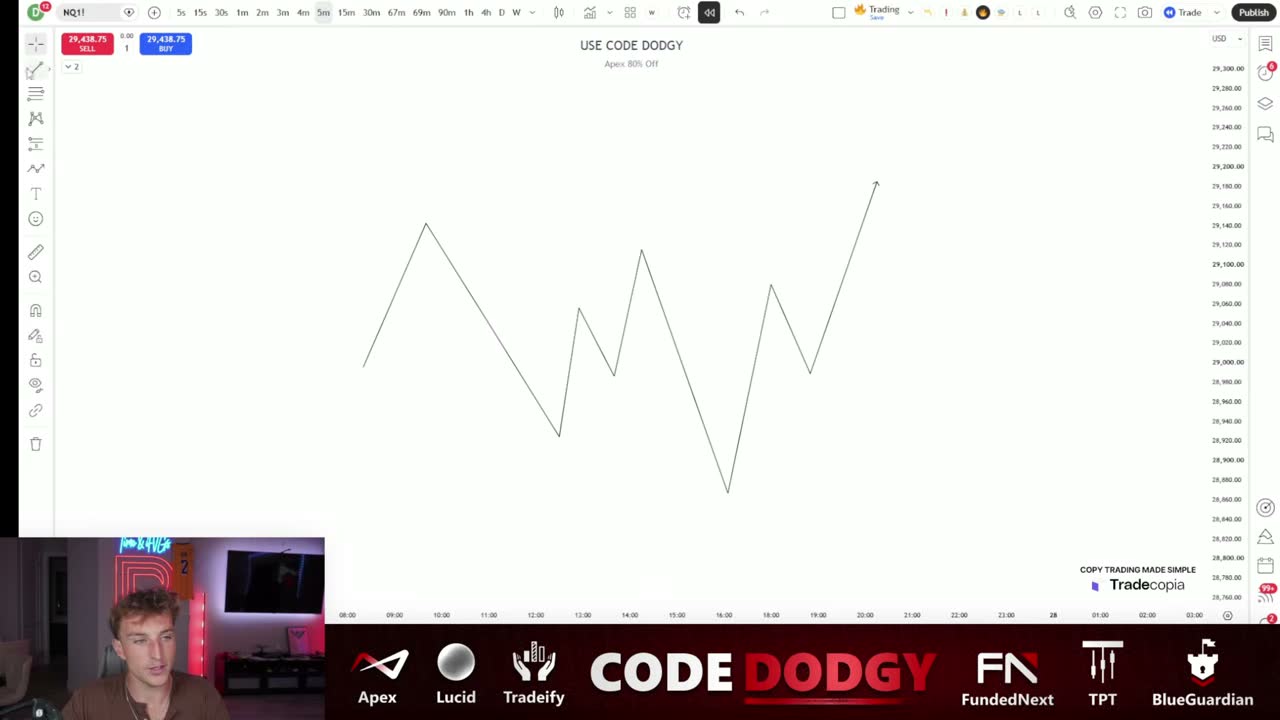 12
NQ1!
5s 15s 30s 1m 2m 3m 4m 5m 15m 30m 67m 69m 90m 1h 4h D W
w
Trading
Save
L
L
Trade
Publish
29,438.75
SELL
0.00
1
29,438.75
BUY
2
USE CODE DODGY
Apex 80% Off
USD
29,300.00
29,280.00
29,260.00
29,240.00
29,220.00
29,200.00
29,180.00
29,160.00
29,140.00
29,120.00
29,100.00
29,080.00
29,060.00
29,040.00
29,020.00
29,000.00
28,980.00
28,960.00
28,940.00
28,920.00
28,900.00
28,880.00
28,860.00
28,840.00
28,820.00
28,800.00
28,780.00
28,760.00
6
99+
2
COPY TRADING MADE SIMPLE
Tradecopia
08:00 09:00 10:00 11:00 12:00 13:00 14:00 15:00 16:00 17:00 18:00 19:00 20:00 21:00 22:00 23:00 28 01:00 02:00 03:00
CODE DODGY
Apex Lucid Tradeify
FN
FundedNext TPT BlueGuardian